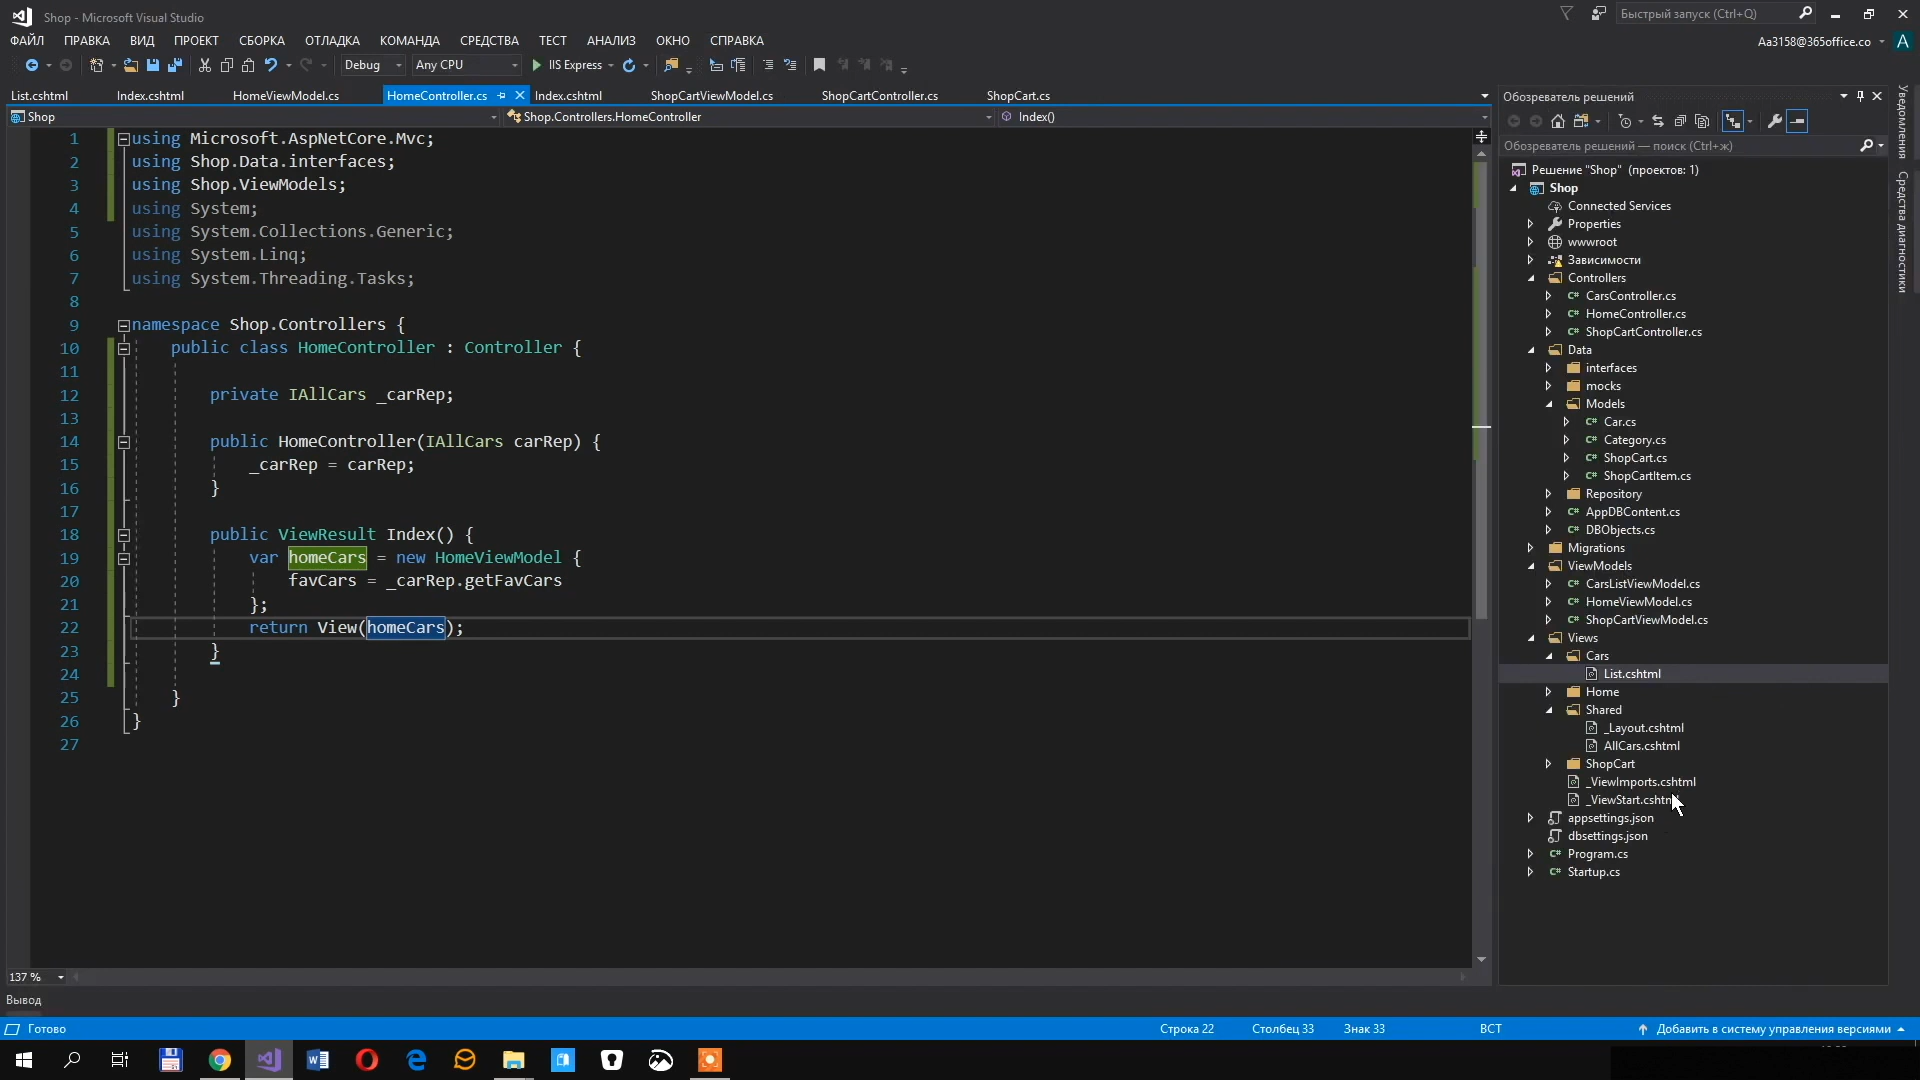 Shop - Microsoft Visual Studio
Быстрый запуск (Ctrl+Q)
ФАЙЛ ПРАВКА ВИД ПРОЕКТ СБОРКА ОТЛАДКА КОМАНДА СРЕДСТВА ТЕСТ АНАЛИЗ ОКНО СПРАВКА
Aa3158@365office.co
A
Debug Any CPU IIS Express
List.cshtml Index.cshtml HomeViewModel.cs HomeController.cs Index.cshtml ShopCartViewModel.cs ShopCartController.cs ShopCart.cs
Shop Shop.Controllers.HomeController Index()
1 using Microsoft.AspNetCore.Mvc;
2 using Shop.Data.interfaces;
3 using Shop.ViewModels;
4 using System;
5 using System.Collections.Generic;
6 using System.Linq;
7 using System.Threading.Tasks;
8
9 namespace Shop.Controllers {
10 public class HomeController : Controller {
11
12 private IAllCars _carRep;
13
14 public HomeController(IAllCars carRep) {
15 _carRep = carRep;
16 }
17
18 public ViewResult Index() {
19 var homeCars = new HomeViewModel {
20 favCars = _carRep.getFavCars
21 };
22 return View(homeCars);
23 }
24
25 }
26 }
27
137 %
Вывод
Обозреватель решений
Обозреватель решений — поиск (Ctrl+ж)
Решение "Shop" (проектов: 1)
Shop
Connected Services
Properties
wwwroot
Зависимости
Controllers
CarsController.cs
HomeController.cs
ShopCartController.cs
Data
interfaces
mocks
Models
Car.cs
Category.cs
ShopCart.cs
ShopCartItem.cs
Repository
AppDBContent.cs
DBObjects.cs
Migrations
ViewModels
CarsListViewModel.cs
HomeViewModel.cs
ShopCartViewModel.cs
Views
Cars
List.cshtml
Home
Shared
_Layout.cshtml
AllCars.cshtml
ShopCart
_ViewImports.cshtml
_ViewStart.cshtml
appsettings.json
dbsettings.json
Program.cs
Startup.cs
Уведомления
Средства диагностики
Готово Строка 22 Столбец 33 Знак 33 ВСТ Добавить в систему управления версиями